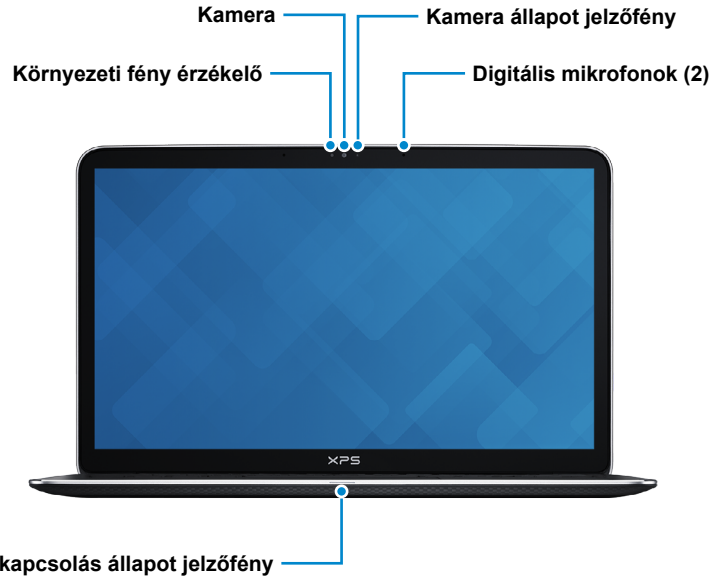 Kamera
Kamera állapot jelzőfény
Környezeti fény érzékelő
Digitális mikrofonok (2)
XPS
kapcsolás állapot jelzőfény